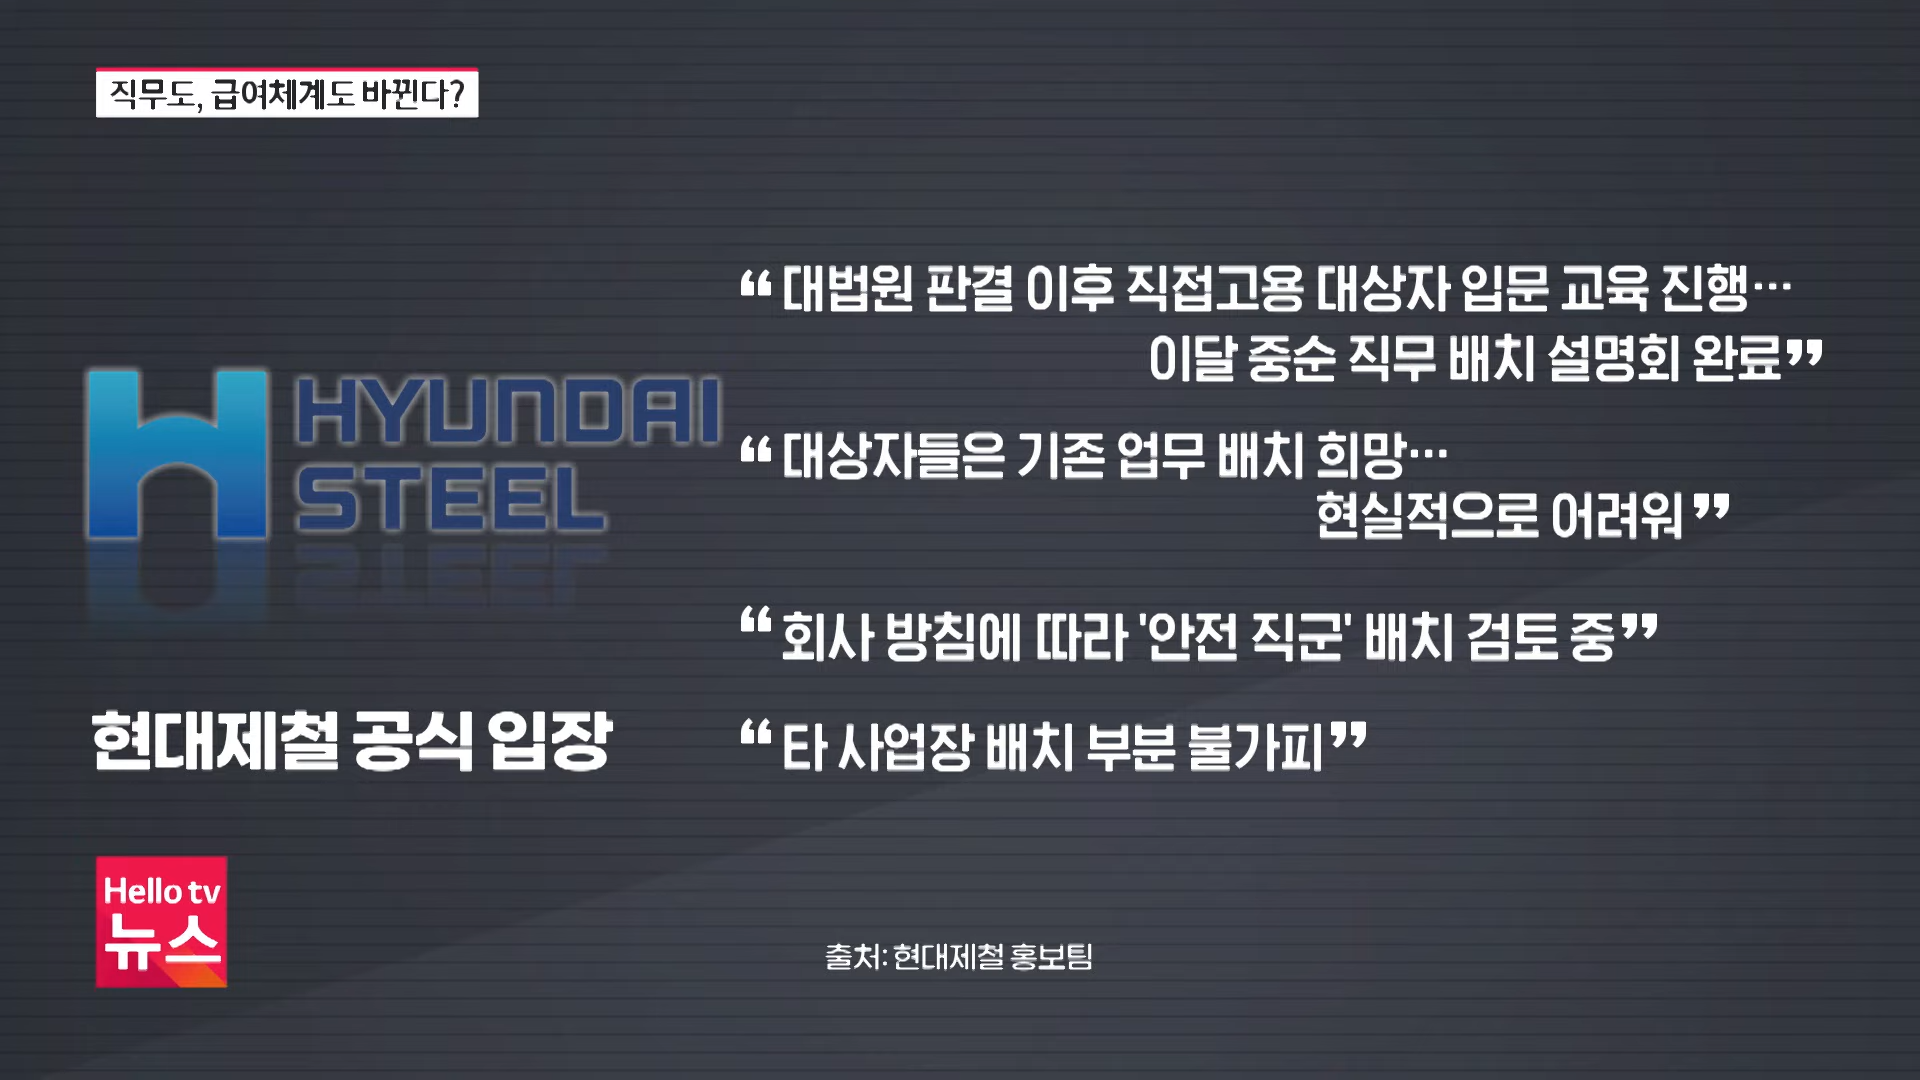 직무도, 급여체계도 바뀐다?
HYUNDAI
STEEL
현대제철 공식 입장
“대법원 판결 이후 직접고용 대상자 입문 교육 진행…
이달 중순 직무 배치 설명회 완료”
“대상자들은 기존 업무 배치 희망…
현실적으로 어려워”
“회사 방침에 따라 '안전 직군' 배치 검토 중”
“타 사업장 배치 부분 불가피”
Hello tv
뉴스
출처: 현대제철 홍보팀